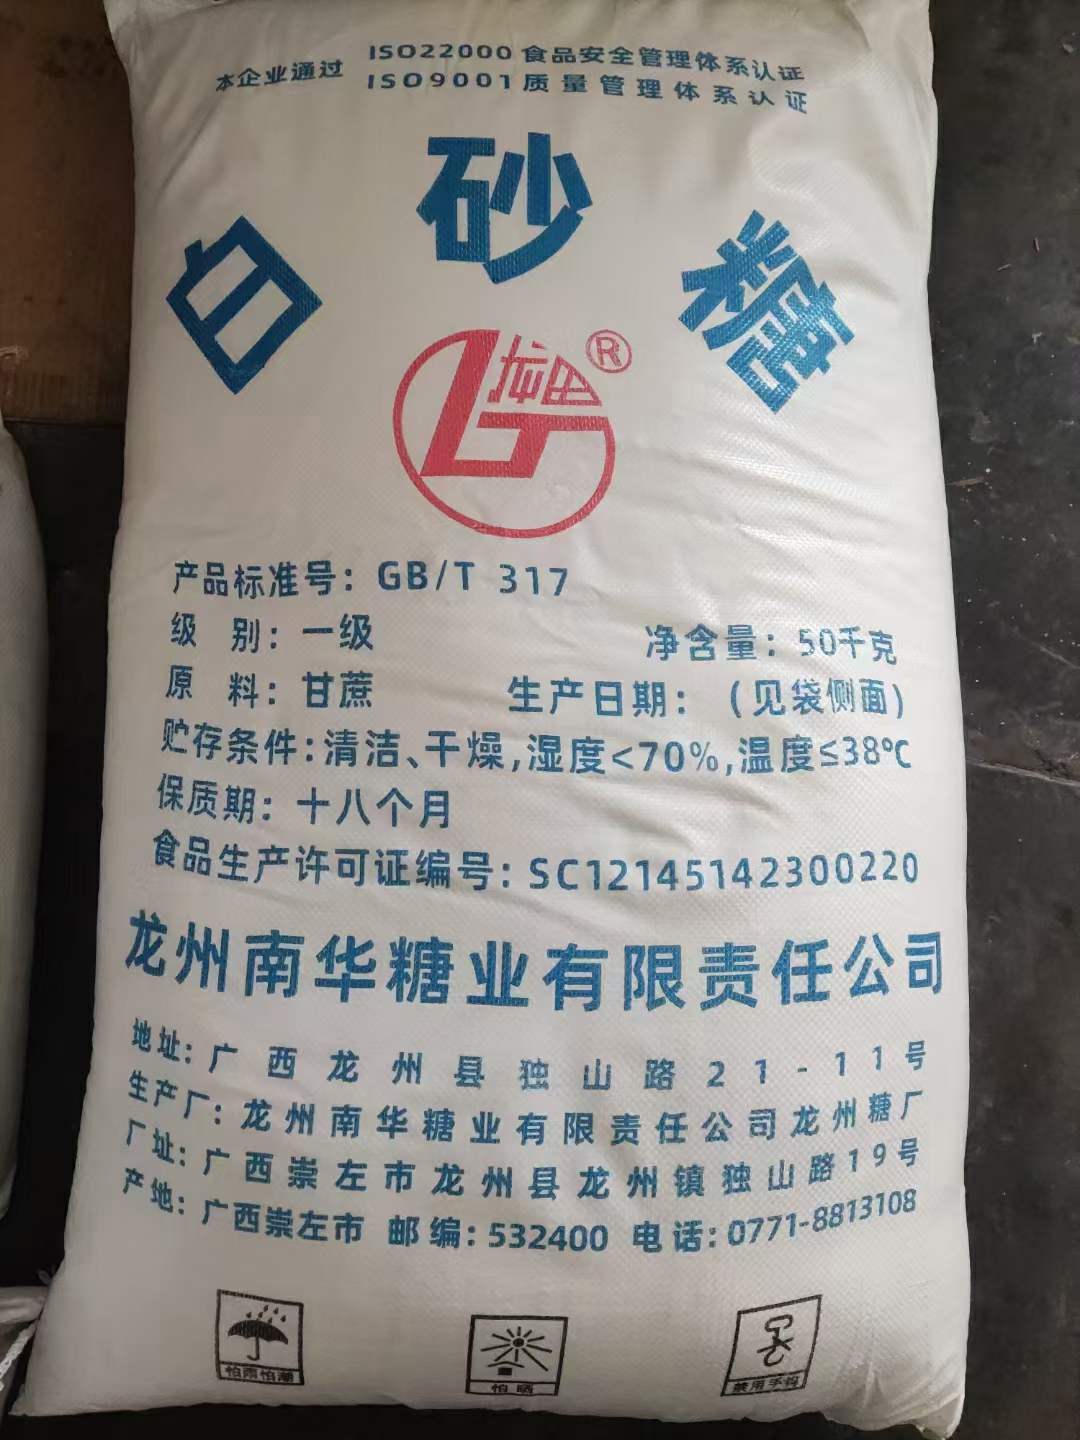 本企业通过 ISO22000食品安全管理体系认证
ISO9001质量管理体系认证
白砂糖
龙田®
产品标准号：GB/T 317
级 别：一级
净含量：50千克
原 料：甘蔗
生产日期：（见袋侧面）
贮存条件：清洁、干燥，湿度<70%，温度≤38℃
保质期：十八个月
食品生产许可证编号：SC12145142300220
龙州南华糖业有限责任公司
地址：广西龙州县独山路21-11号
生产厂：龙州南华糖业有限责任公司龙州糖厂
厂址：广西崇左市龙州县龙州镇独山路19号
产地：广西崇左市 邮编：532400 电话：0771-8813108
怕雨怕潮
怕晒
禁用手钩